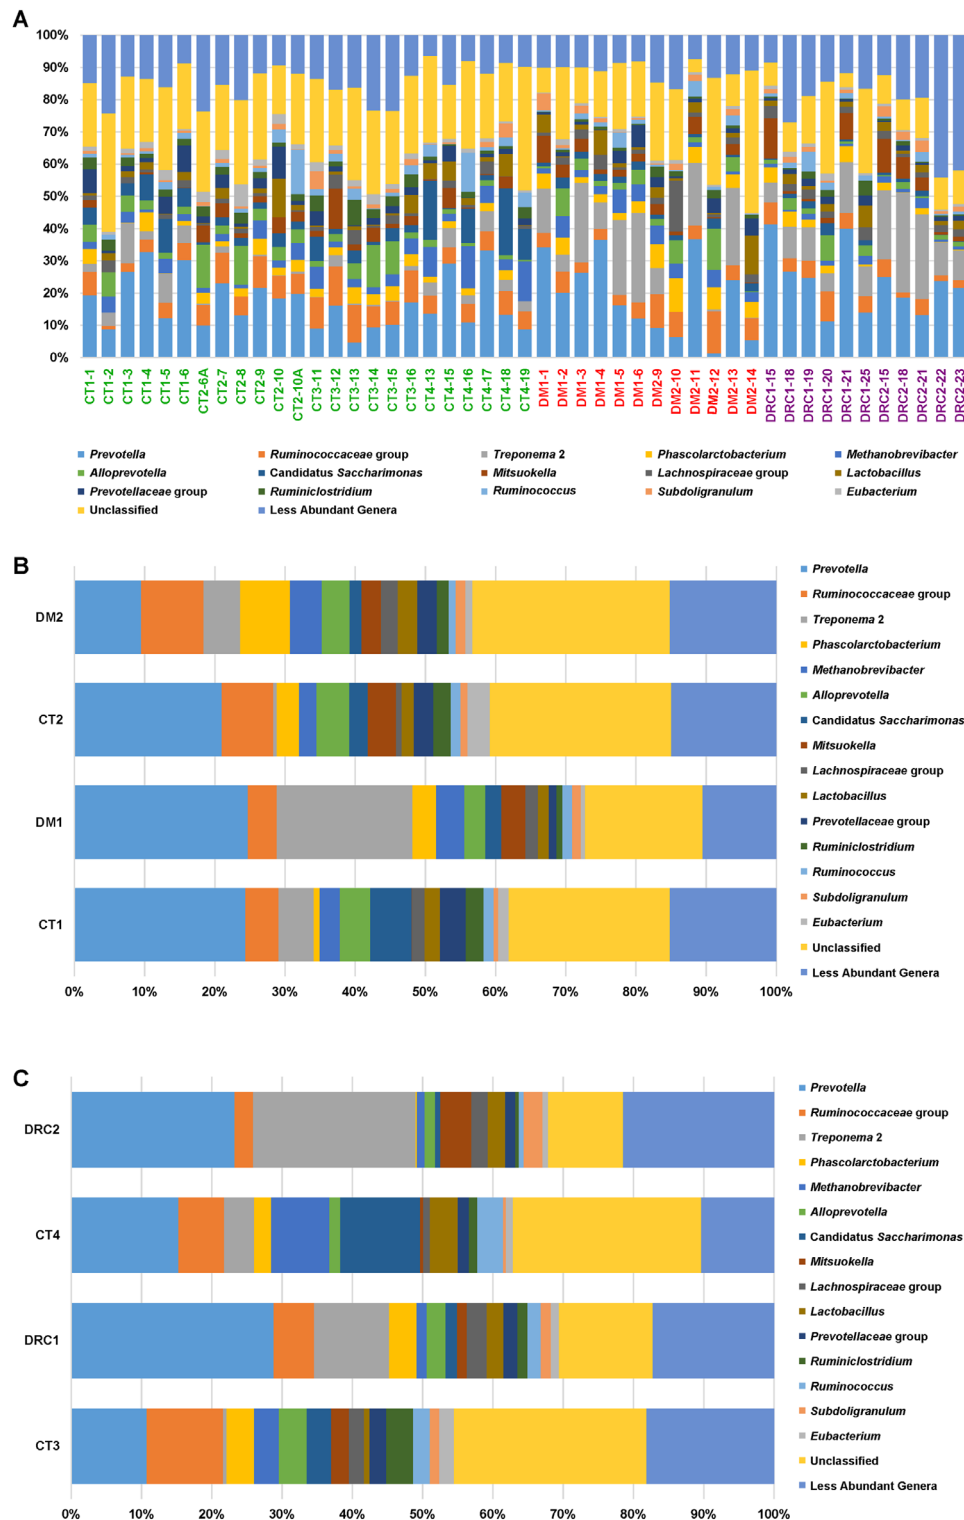 A
100%
90%
80%
70%
60%
50%
40%
30%
20%
10%
0%
CT1-1
CT1-2
CT1-3
CT1-4
CT1-5
CT1-6
CT2-6A
CT2-7
CT2-8
CT2-9
CT2-10
CT2-10A
CT3-11
CT3-12
CT3-13
CT3-14
CT3-15
CT3-16
CT4-13
CT4-15
CT4-16
CT4-17
CT4-18
CT4-19
DM1-1
DM1-2
DM1-3
DM1-4
DM1-5
DM1-6
DM2-9
DM2-10
DM2-11
DM2-12
DM2-13
DM2-14
DRC1-15
DRC1-18
DRC1-19
DRC1-20
DRC1-21
DRC1-25
DRC2-15
DRC2-18
DRC2-21
DRC2-22
DRC2-23
Prevotella Ruminococcaceae group Treponema 2 Phascolarctobacterium Methanobrevibacter
Alloprevotella Candidatus Saccharimonas Mitsuokella Lachnospiraceae group Lactobacillus
Prevotellaceae group Ruminiclostridium Ruminococcus Subdoligranulum Eubacterium
Unclassified Less Abundant Genera
B
DM2
CT2
DM1
CT1
0% 10% 20% 30% 40% 50% 60% 70% 80% 90% 100%
Prevotella
Ruminococcaceae group
Treponema 2
Phascolarctobacterium
Methanobrevibacter
Alloprevotella
Candidatus Saccharimonas
Mitsuokella
Lachnospiraceae group
Lactobacillus
Prevotellaceae group
Ruminiclostridium
Ruminococcus
Subdoligranulum
Eubacterium
Unclassified
Less Abundant Genera
C
DRC2
CT4
DRC1
CT3
0% 10% 20% 30% 40% 50% 60% 70% 80% 90% 100%
Prevotella
Ruminococcaceae group
Treponema 2
Phascolarctobacterium
Methanobrevibacter
Alloprevotella
Candidatus Saccharimonas
Mitsuokella
Lachnospiraceae group
Lactobacillus
Prevotellaceae group
Ruminiclostridium
Ruminococcus
Subdoligranulum
Eubacterium
Unclassified
Less Abundant Genera